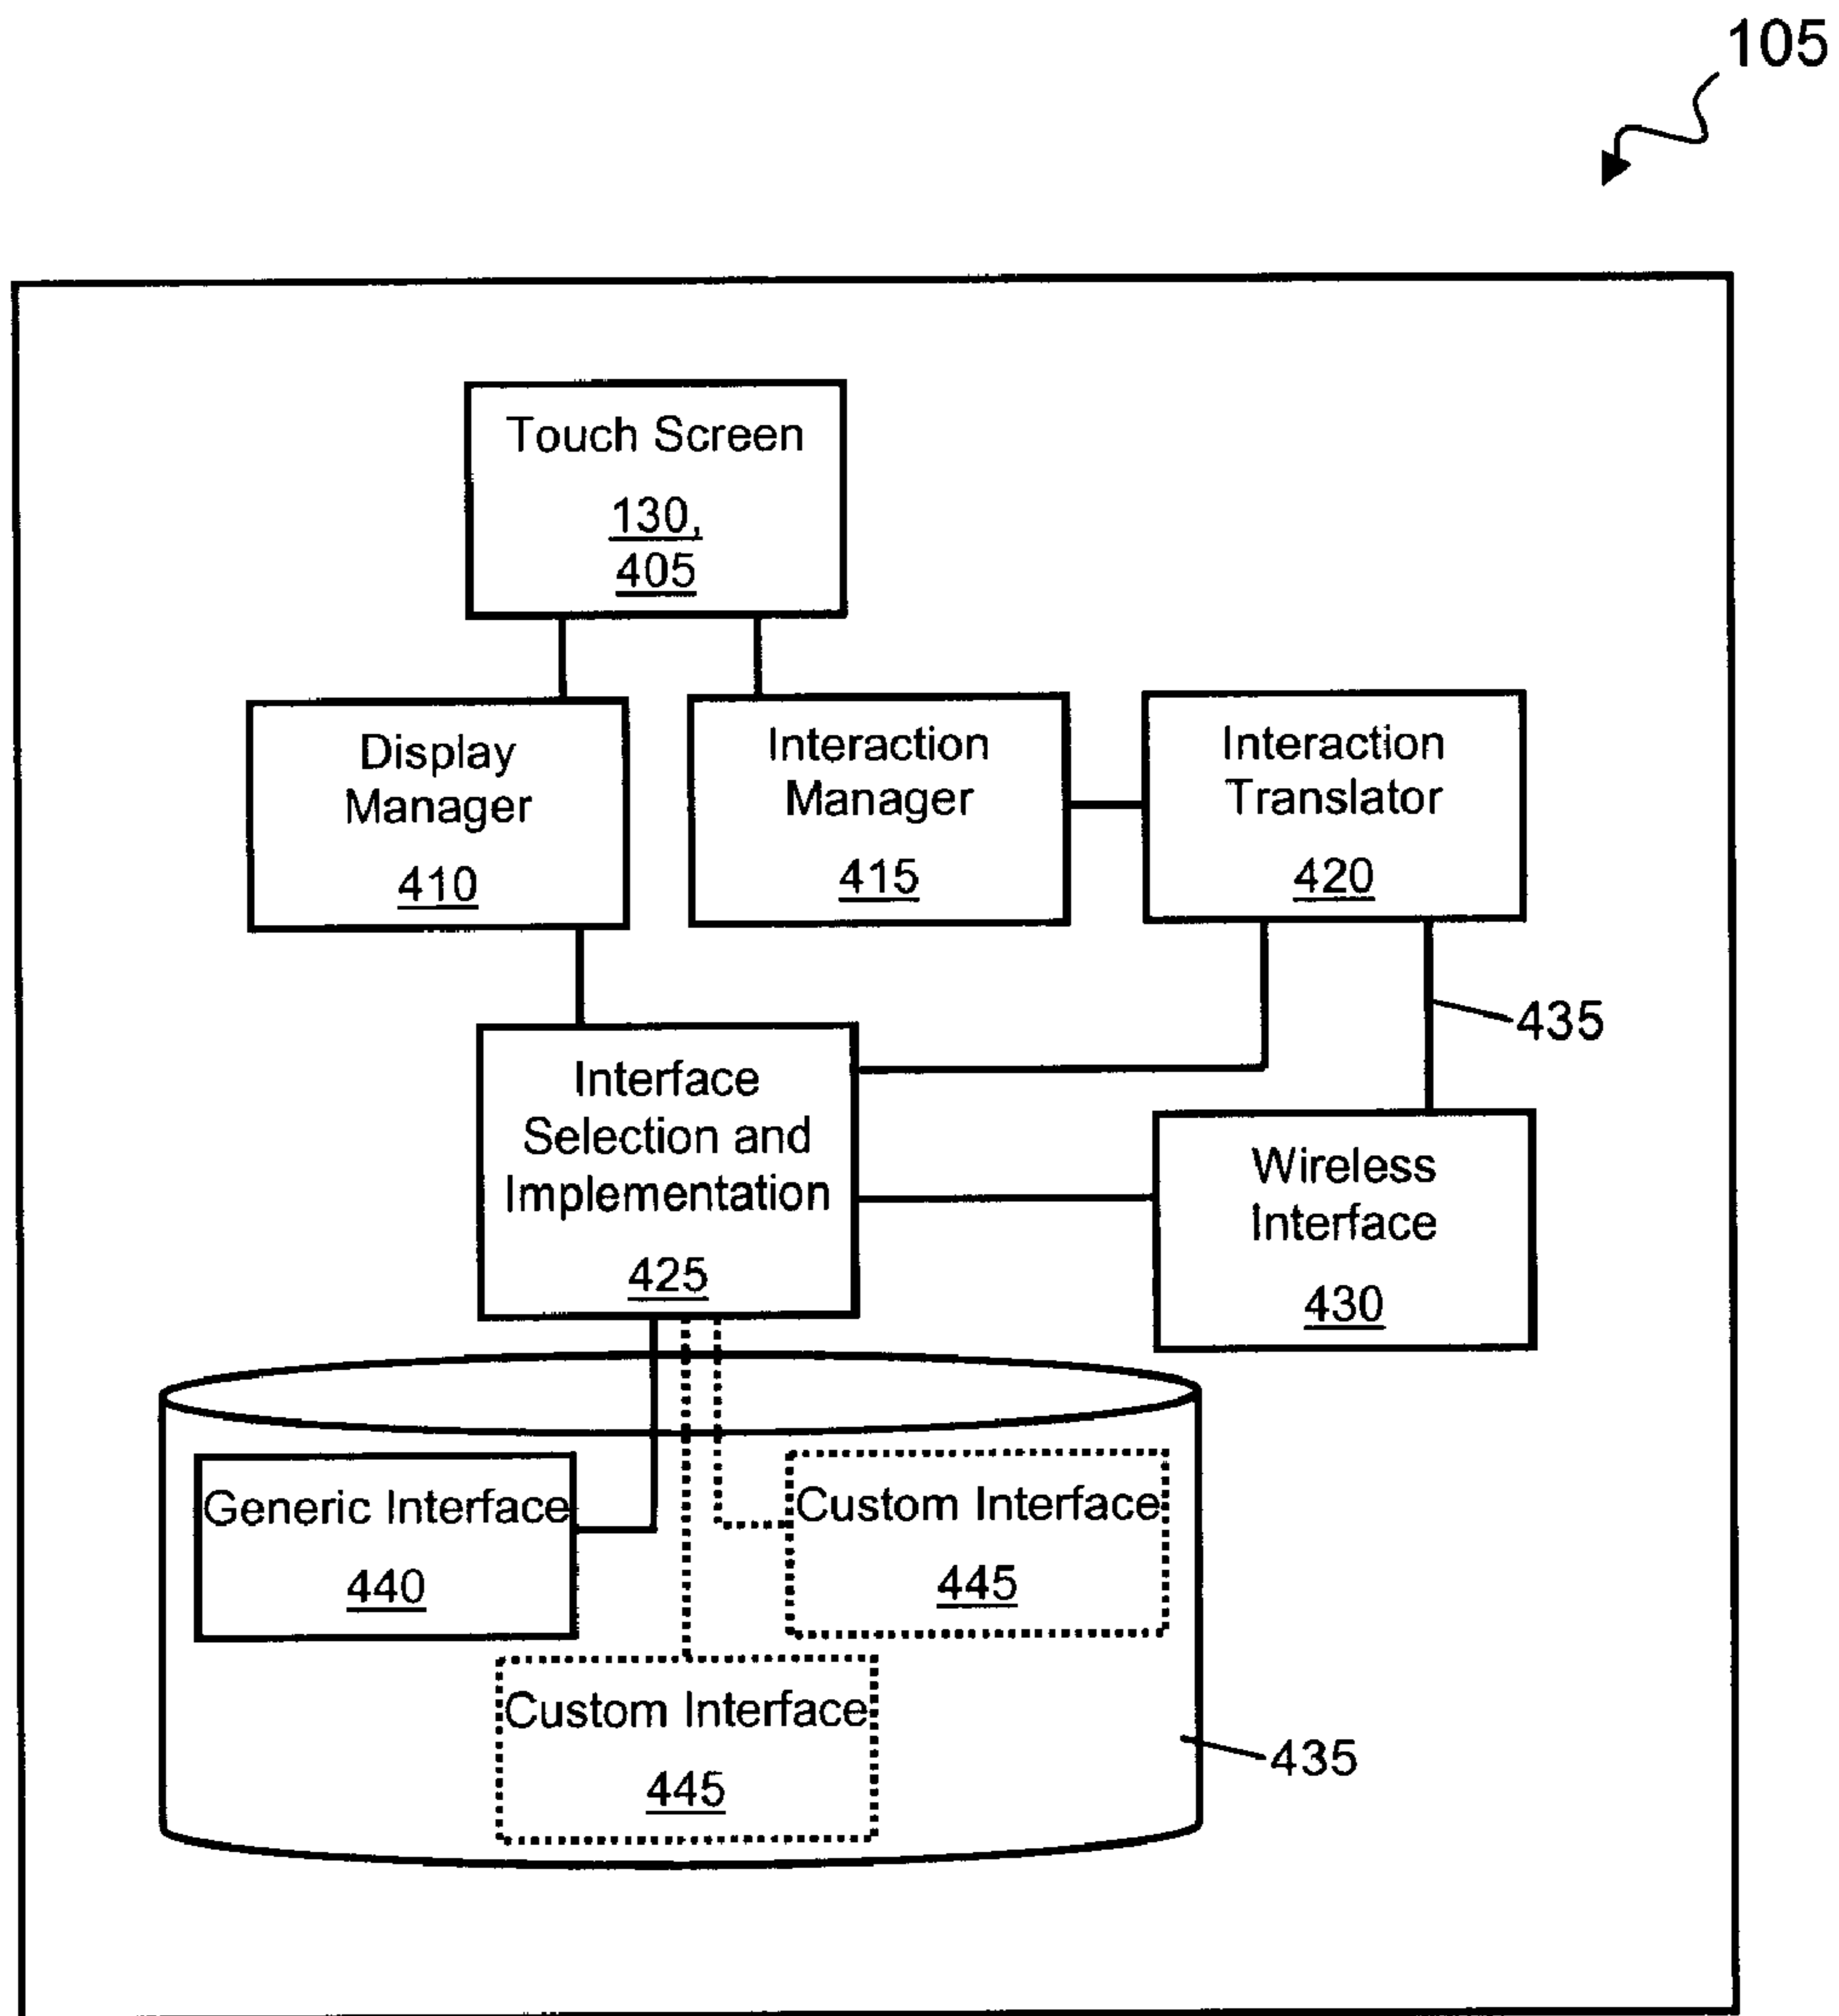 105
Touch Screen
130,
405
Display
Manager
410
Interaction
Manager
415
Interaction
Translator
420
435
Interface
Selection and
Implementation
425
Wireless
Interface
430
Generic Interface
440
Custom Interface
445
Custom Interface
445
435